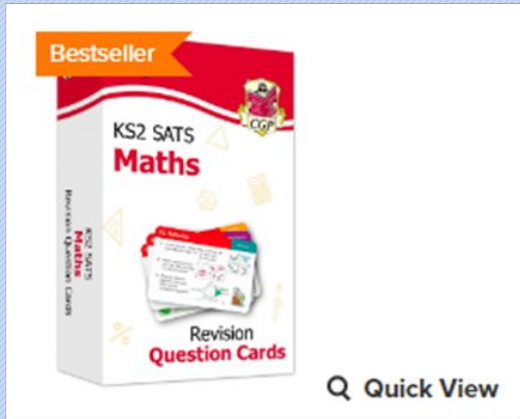 Bestseller
CGP
KS2 SATS
Maths
KS2 SATS
Maths
Revision Question Cards
Revision
Question Cards
Quick View